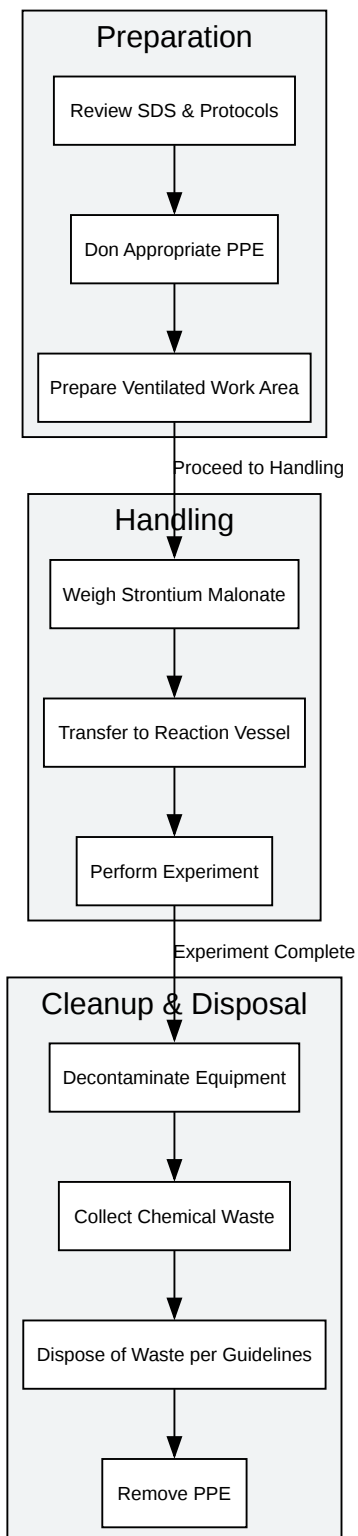 Preparation
Review SDS & Protocols
Don Appropriate PPE
Prepare Ventilated Work Area
Proceed to Handling
Handling
Weigh Strontium Malonate
Transfer to Reaction Vessel
Perform Experiment
Experiment Complete
Cleanup & Disposal
Decontaminate Equipment
Collect Chemical Waste
Dispose of Waste per Guidelines
Remove PPE